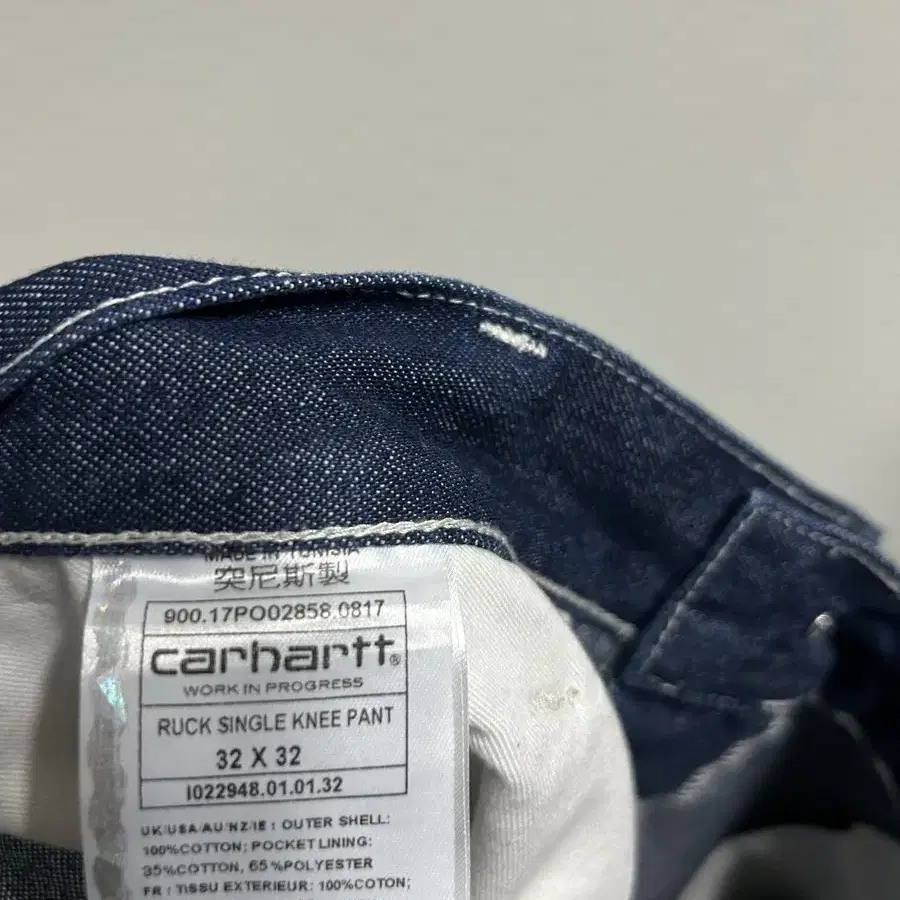 MADE IN TUNISIA
突尼斯製
900.17PO02858.0817
carhartt®
WORK IN PROGRESS
RUCK SINGLE KNEE PANT
32 X 32
I022948.01.01.32
UK/USA/AU/NZ/IE : OUTER SHELL:
100%COTTON; POCKET LINING:
35%COTTON, 65%POLYESTER
FR : TISSU EXTERIEUR: 100%COTON;